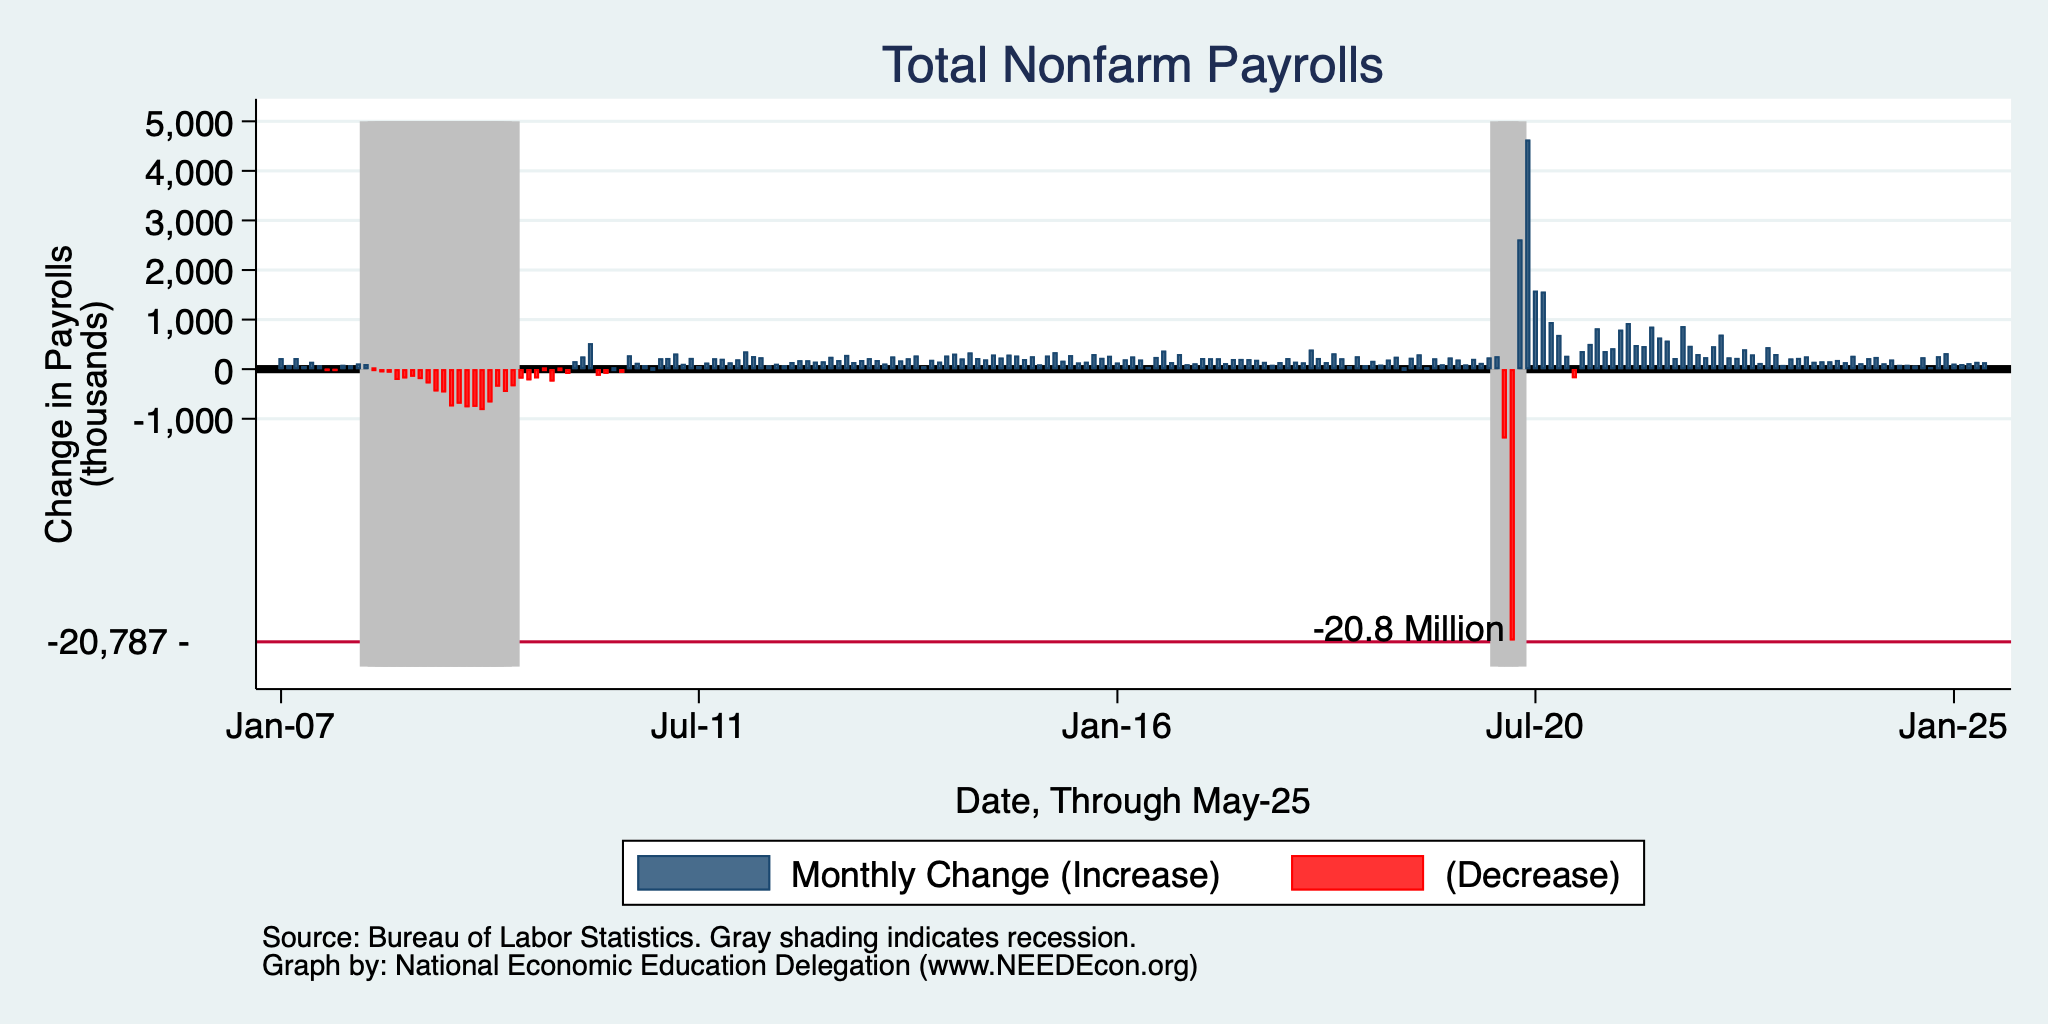 Total Nonfarm Payrolls
5,000
4,000
3,000
2,000
1,000
0
-1,000
-20,787 -
Change in Payrolls
(thousands)
-20.8 Million
Jan-07
Jul-11
Jan-16
Jul-20
Jan-25
Date, Through May-25
Monthly Change (Increase)
(Decrease)
Source: Bureau of Labor Statistics. Gray shading indicates recession.
Graph by: National Economic Education Delegation (www.NEEDEcon.org)